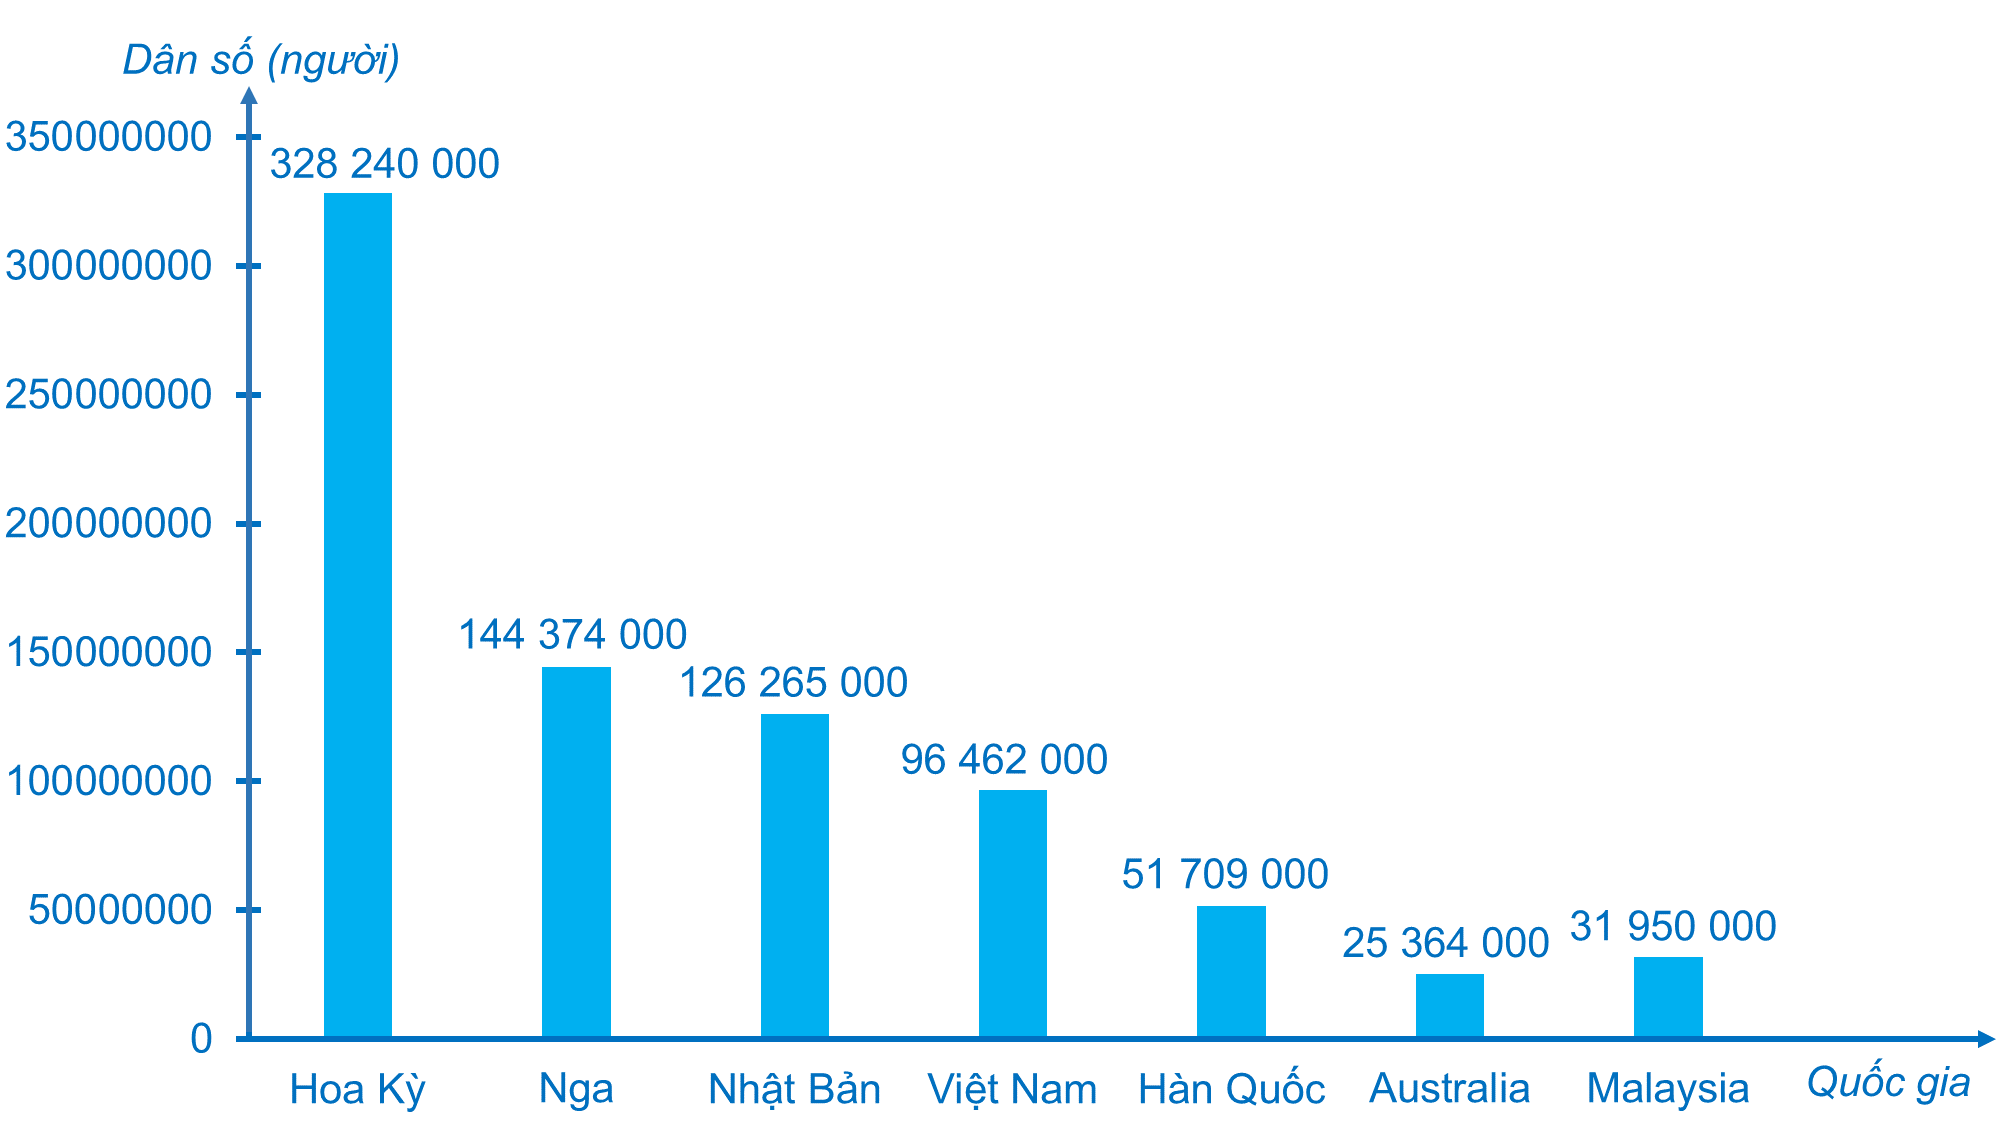 Dân số (người)
350000000
300000000
250000000
200000000
150000000
100000000
50000000
0
328 240 000
144 374 000
126 265 000
96 462 000
51 709 000
25 364 000
31 950 000
Hoa Kỳ
Nga
Nhật Bản
Việt Nam
Hàn Quốc
Australia
Malaysia
Quốc gia